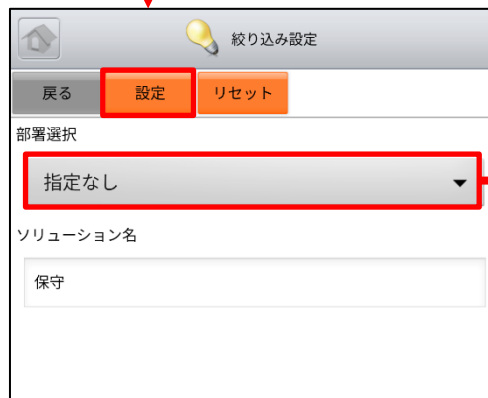 絞り込み設定
戻る 設定 リセット
部署選択
指定なし
ソリューション名
保守